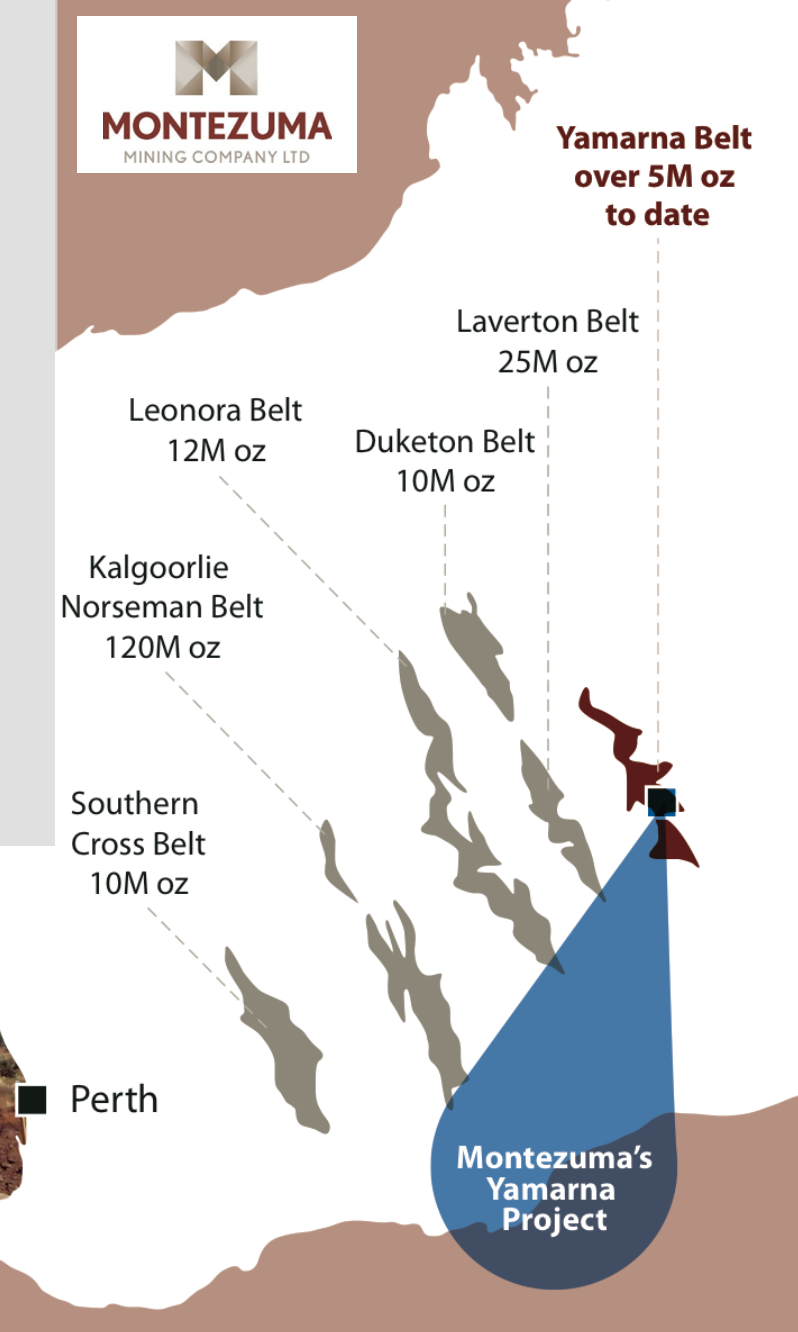 MONTEZUMA
MINING COMPANY LTD
Yamarna Belt
over 5M oz
to date
Laverton Belt
25M oz
Leonora Belt
12M oz
Duketon Belt
10M oz
Kalgoorlie
Norseman Belt
120M oz
Southern
Cross Belt
10M oz
Perth
Montezuma’s
Yamarna
Project